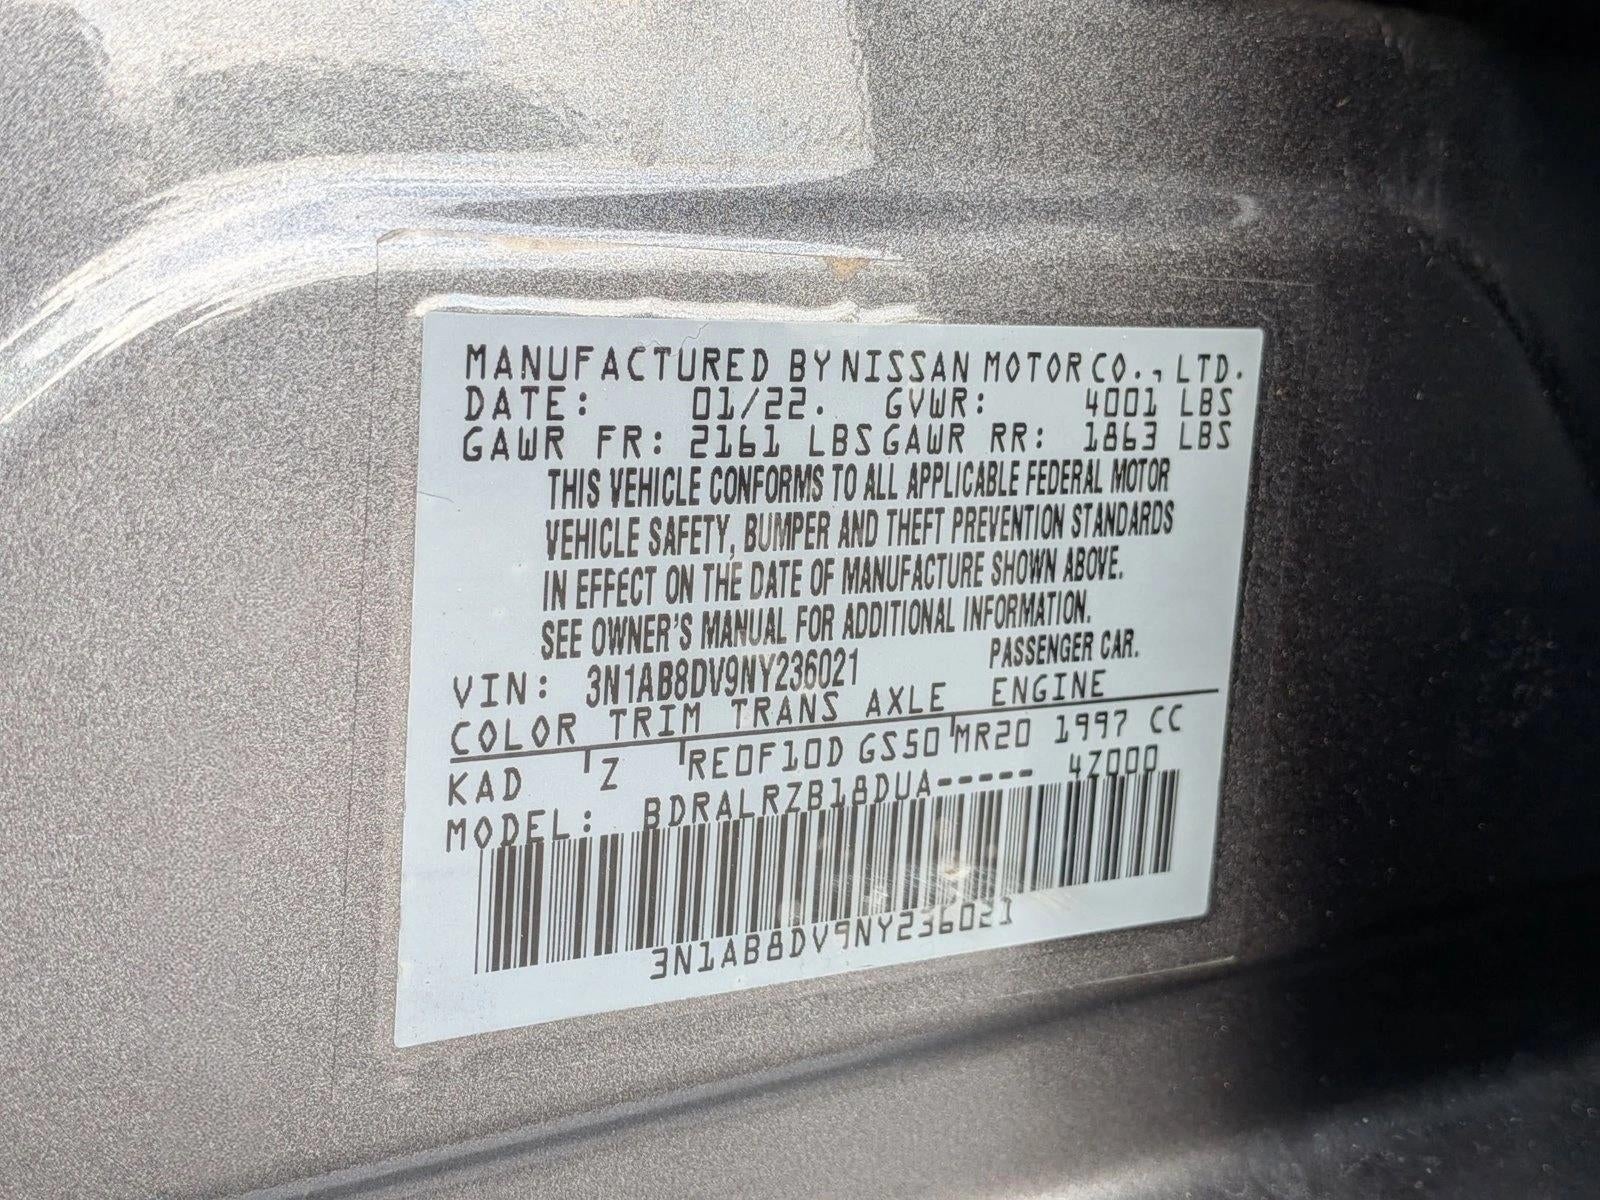 MANUFACTURED BY NISSAN MOTOR CO., LTD.
DATE: 01/22. GVWR: 4001 LBS
GAWR FR: 2161 LBS GAWR RR: 1863 LBS
THIS VEHICLE CONFORMS TO ALL APPLICABLE FEDERAL MOTOR
VEHICLE SAFETY, BUMPER AND THEFT PREVENTION STANDARDS
IN EFFECT ON THE DATE OF MANUFACTURE SHOWN ABOVE.
SEE OWNER'S MANUAL FOR ADDITIONAL INFORMATION.
VIN: 3N1AB8DV9NY236021 PASSENGER CAR.
COLOR TRIM TRANS AXLE ENGINE
KAD Z RE0F10D GS50 MR20 1997 CC
MODEL: BDRALRZB18DUA----- 4Z000
3N1AB8DV9NY236021